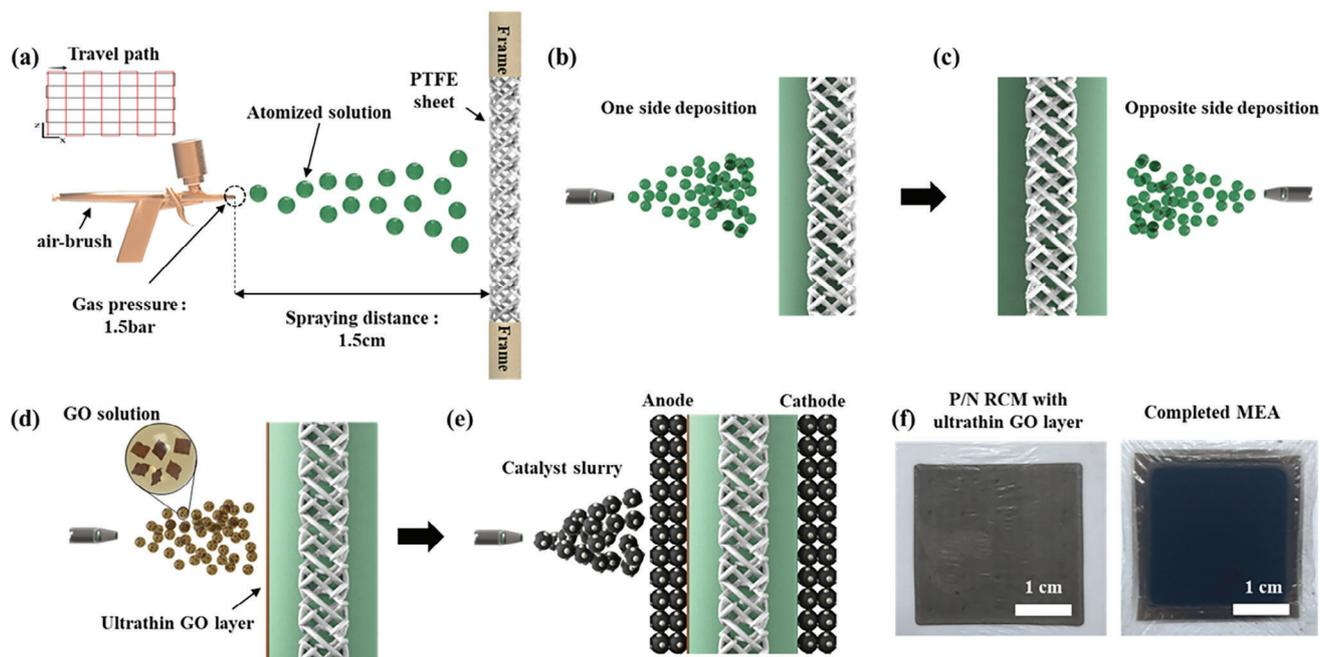 (a)
Travel path
z
x
air-brush
Gas pressure :
1.5bar
Atomized solution
Spraying distance :
1.5cm
PTFE
sheet
Frame
Frame
(b)
One side deposition
(c)
Opposite side deposition
(d)
GO solution
Ultrathin GO layer
(e)
Catalyst slurry
Anode
Cathode
(f)
P/N RCM with
ultrathin GO layer
1 cm
Completed MEA
1 cm